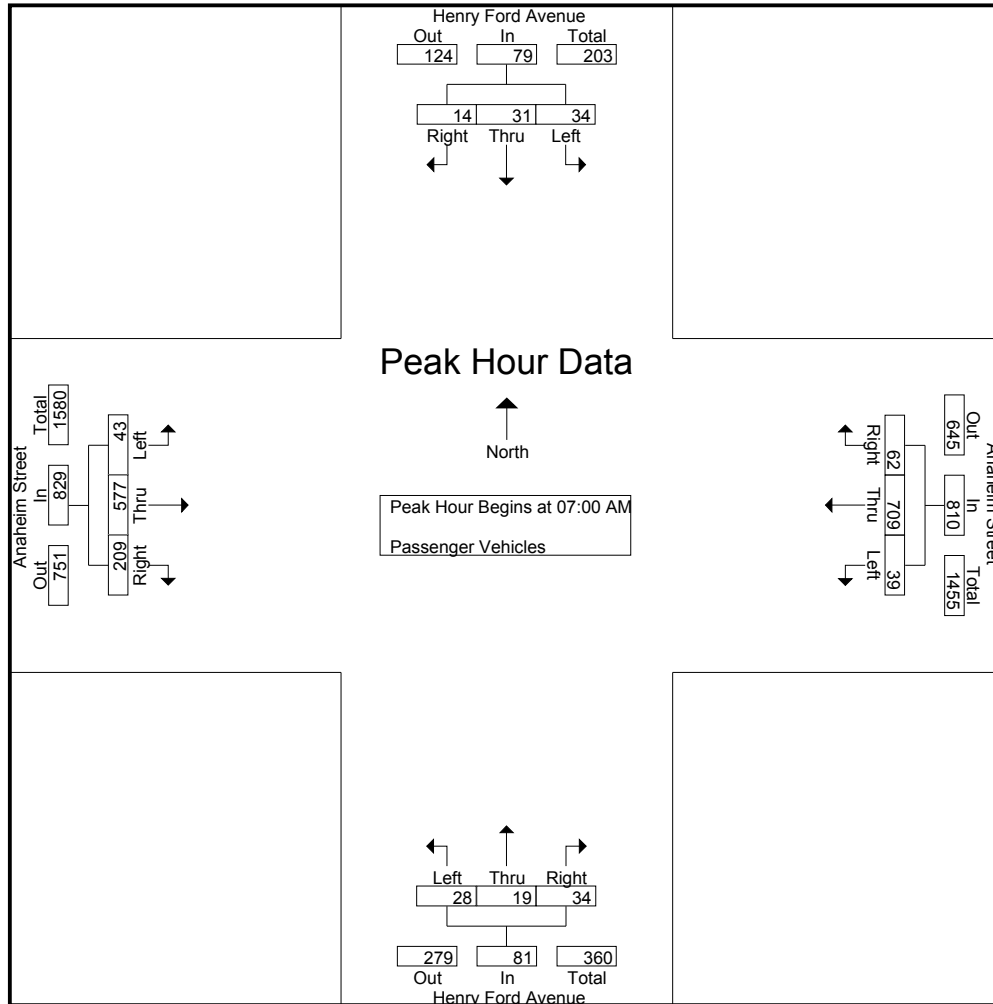 Henry Ford Avenue
Out In Total
124 79 203
14 31 34
Right Thru Left
Peak Hour Data
North
Peak Hour Begins at 07:00 AM
Passenger Vehicles
Anaheim Street
Total In Out
1580 829 751
43 577 209
Left Thru Right
Anaheim Street
Out In Total
645 810 1455
62 709 39
Right Thru Left
Left Thru Right
28 19 34
279 81 360
Out In Total
Henry Ford Avenue